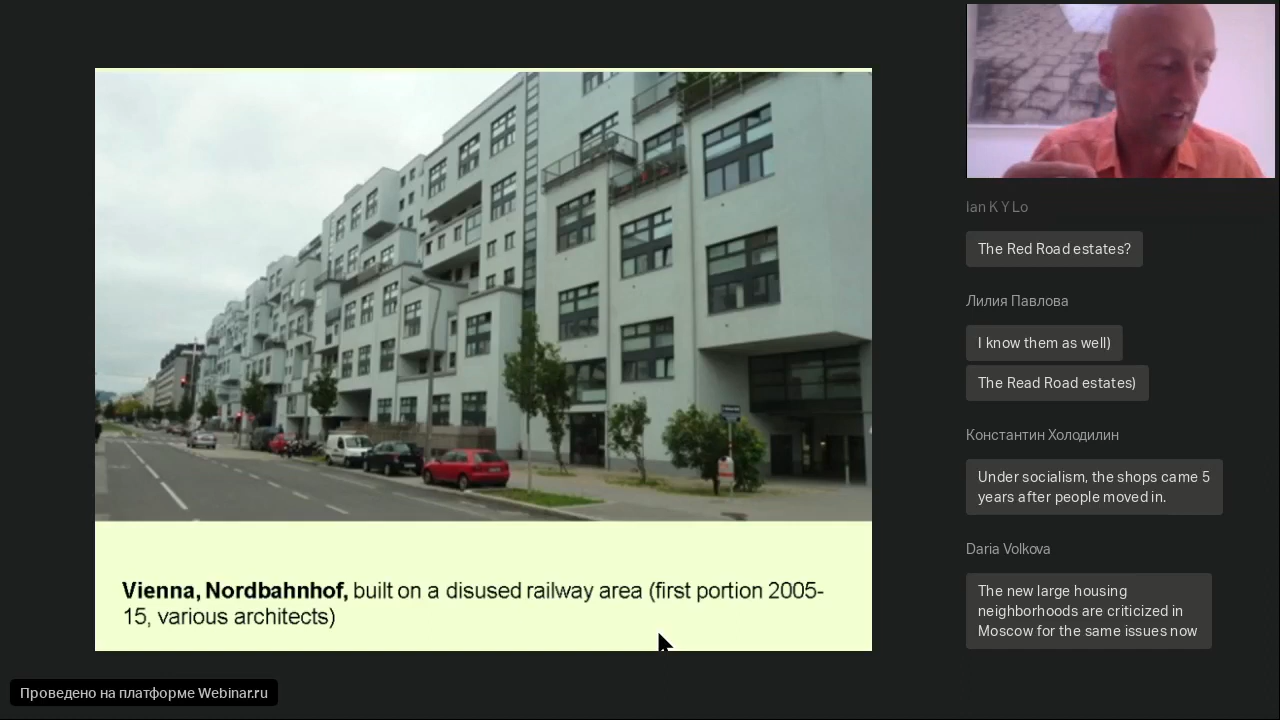 Vienna, Nordbahnhof, built on a disused railway area (first portion 2005-
15, various architects)
Ian K Y Lo
The Red Road estates?
Лилия Павлова
I know them as well)
The Read Road estates)
Константин Холодилин
Under socialism, the shops came 5
years after people moved in.
Daria Volkova
The new large housing
neighborhoods are criticized in
Moscow for the same issues now
Проведено на платформе Webinar.ru